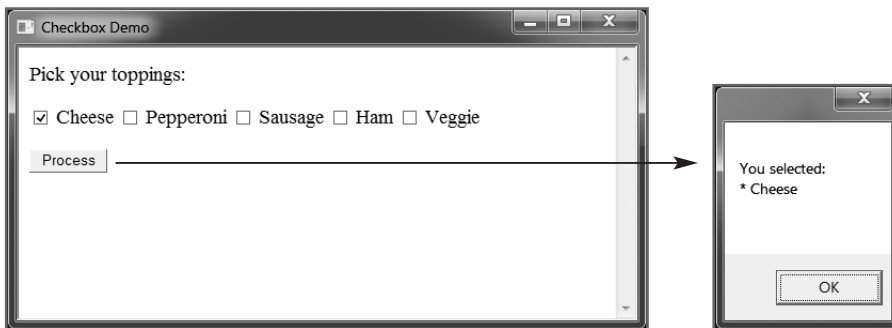 Checkbox Demo
Pick your toppings:
Cheese Pepperoni Sausage Ham Veggie
Process
You selected:
* Cheese
OK